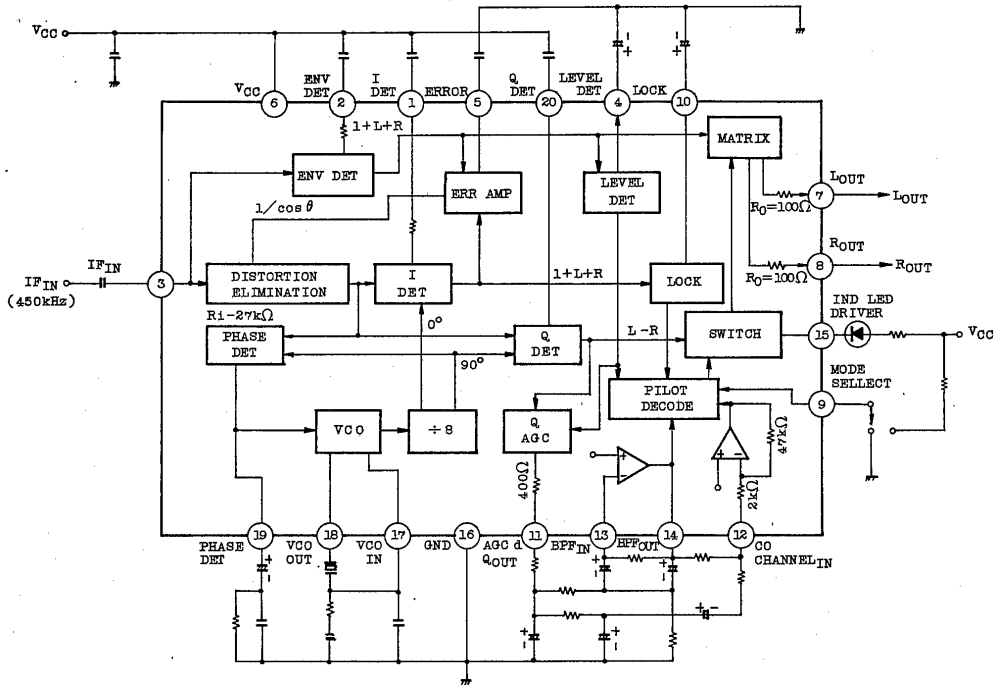 VCC
ENV DET
I DET
ERROR
Q DET
LEVEL DET
LOCK
VCC
6
2
1
5
20
4
10
1+L+R
ENV DET
ERR AMP
LEVEL DET
MATRIX
LOUT
7
LOUT
RO=100Ω
1/cos θ
ROUT
8
ROUT
RO=100Ω
IFIN
IFIN
(450kHz)
3
DISTORTION ELIMINATION
I DET
1+L+R
LOCK
Ri-27kΩ
0°
IND LED DRIVER
PHASE DET
Q DET
L-R
SWITCH
15
VCC
90°
MODE SELLECT
PILOT DECODE
9
VCO
÷8
Q AGC
+
-
+
-
47kΩ
400Ω
2kΩ
19
18
17
16
11
13
14
12
PHASE DET
VCO OUT
VCO IN
GND
AGC d QOUT
BPFIN
BPFOUT
CO CHANNELIN